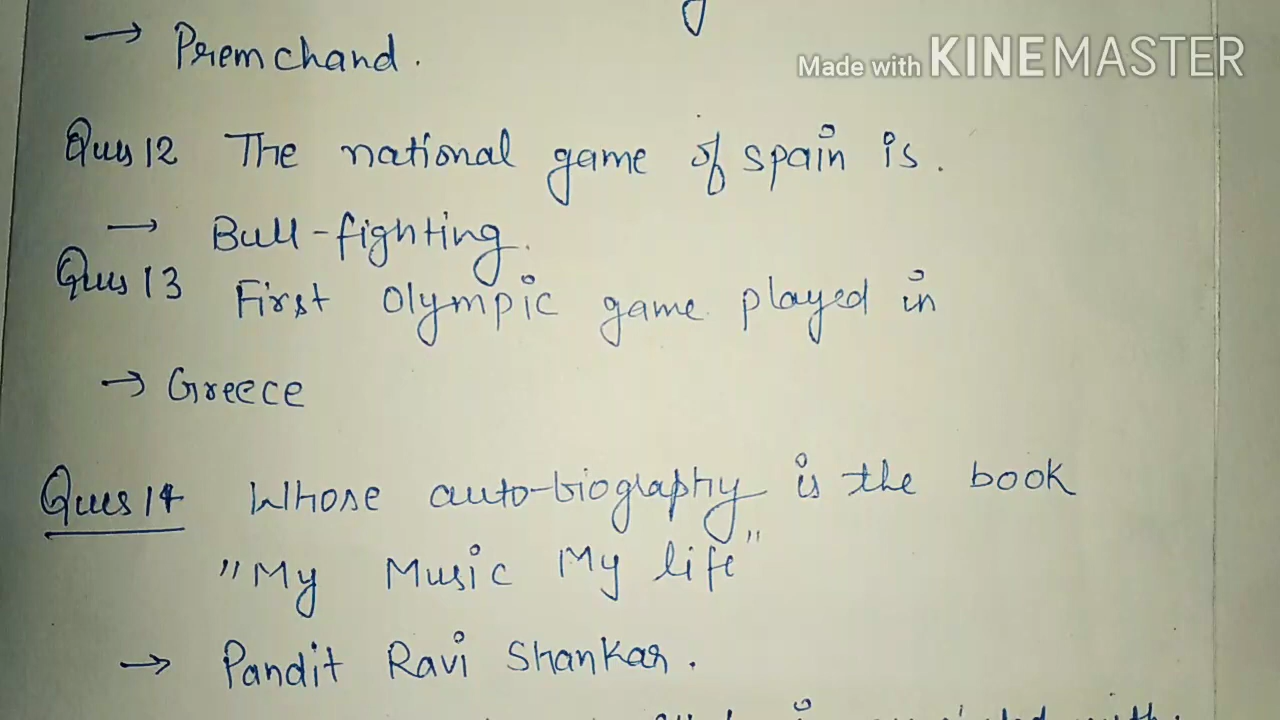 → Premchand.
Made with KINEMASTER
Ques 12 The national game of spain is.
→ Bull-fighting.
Ques 13 First Olympic game played in
→ Greece
Ques 14 Whose auto-biography is the book
"My Music My life"
→ Pandit Ravi Shankar.